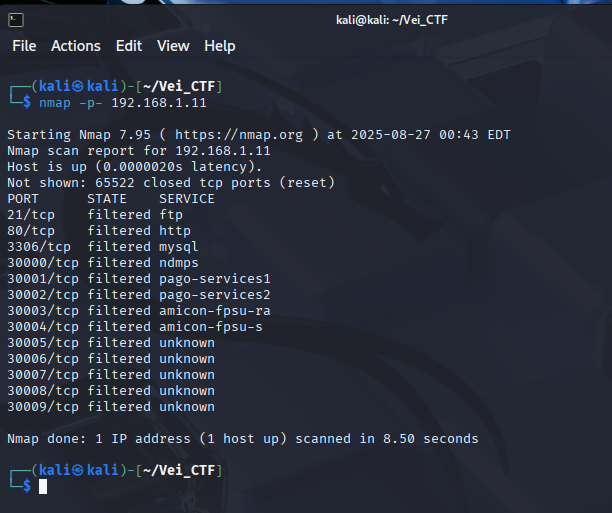 kali@kali: ~/Vei_CTF
File Actions Edit View Help
┌──(kali㉿kali)-[~/Vei_CTF]
└─$ nmap -p- 192.168.1.11
Starting Nmap 7.95 ( https://nmap.org ) at 2025-08-27 00:43 EDT
Nmap scan report for 192.168.1.11
Host is up (0.0000020s latency).
Not shown: 65522 closed tcp ports (reset)
PORT      STATE    SERVICE
21/tcp    filtered ftp
80/tcp    filtered http
3306/tcp  filtered mysql
30000/tcp filtered ndmps
30001/tcp filtered pago-services1
30002/tcp filtered pago-services2
30003/tcp filtered amicon-fpsu-ra
30004/tcp filtered amicon-fpsu-s
30005/tcp filtered unknown
30006/tcp filtered unknown
30007/tcp filtered unknown
30008/tcp filtered unknown
30009/tcp filtered unknown
Nmap done: 1 IP address (1 host up) scanned in 8.50 seconds
┌──(kali㉿kali)-[~/Vei_CTF]
└─$